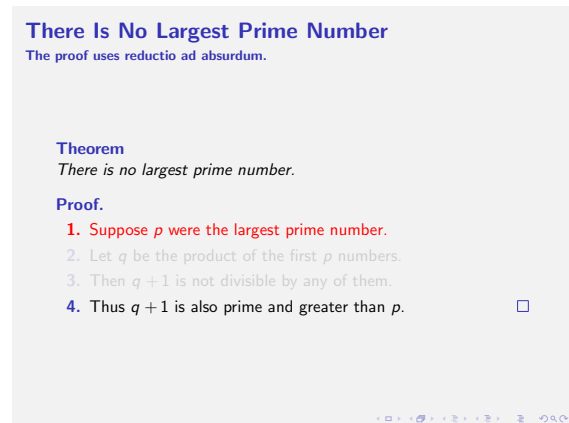 There Is No Largest Prime Number
The proof uses reductio ad absurdum.
Theorem
There is no largest prime number.
Proof.
1. Suppose p were the largest prime number.
2. Let q be the product of the first p numbers.
3. Then q + 1 is not divisible by any of them.
4. Thus q + 1 is also prime and greater than p.